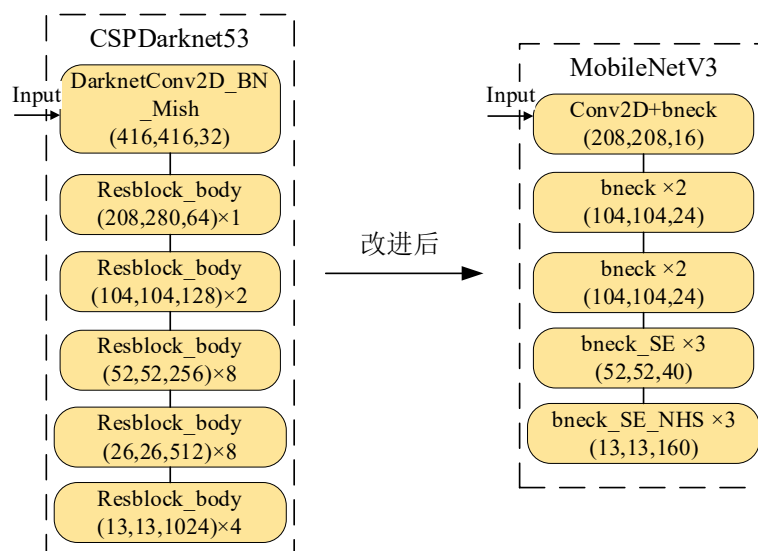 CSPDarknet53
Input
DarknetConv2D_BN
_Mish
(416,416,32)
Resblock_body
(208,280,64)×1
Resblock_body
(104,104,128)×2
Resblock_body
(52,52,256)×8
Resblock_body
(26,26,512)×8
Resblock_body
(13,13,1024)×4
改进后
MobileNetV3
Input
Conv2D+bneck
(208,208,16)
bneck ×2
(104,104,24)
bneck ×2
(104,104,24)
bneck_SE ×3
(52,52,40)
bneck_SE_NHS ×3
(13,13,160)